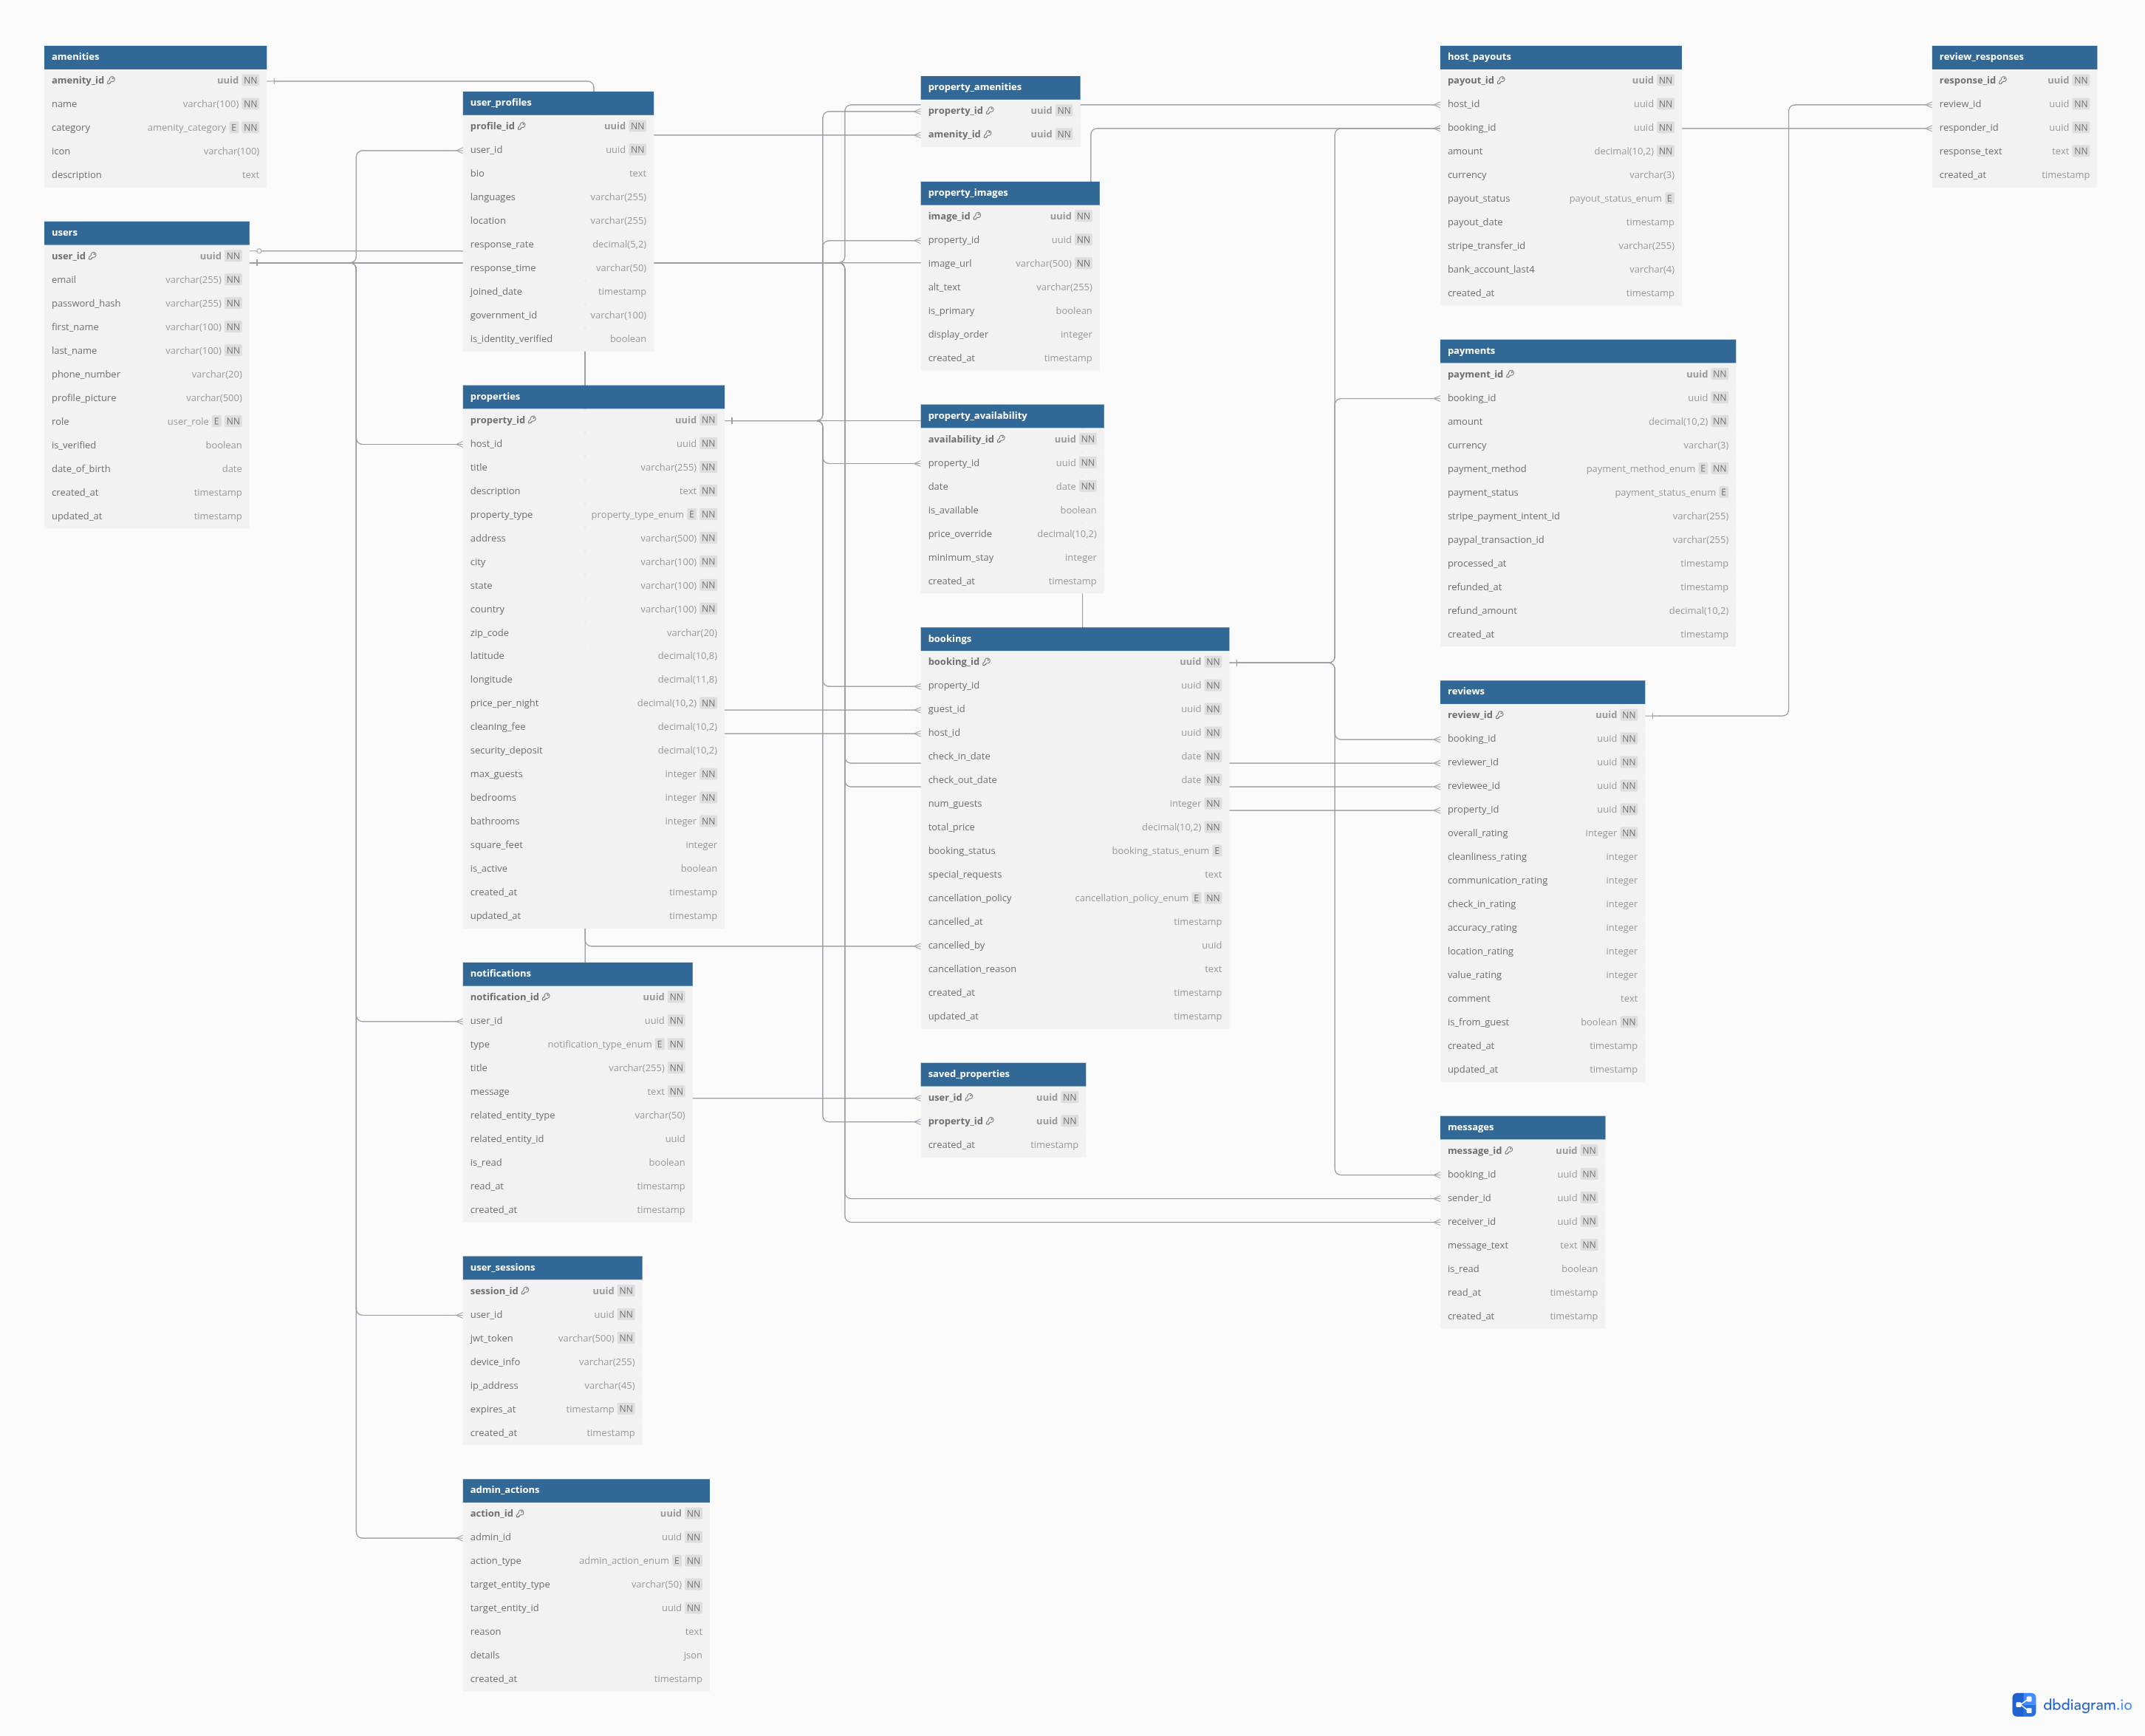 amenities
amenity_id uuid NN
name varchar(100) NN
category amenity_category E NN
icon varchar(100)
description text
users
user_id uuid NN
email varchar(255) NN
password_hash varchar(255) NN
first_name varchar(100) NN
last_name varchar(100) NN
phone_number varchar(20)
profile_picture varchar(500)
role user_role E NN
is_verified boolean
date_of_birth date
created_at timestamp
updated_at timestamp
user_profiles
profile_id uuid NN
user_id uuid NN
bio text
languages varchar(255)
location varchar(255)
response_rate decimal(5,2)
response_time varchar(50)
joined_date timestamp
government_id varchar(100)
is_identity_verified boolean
properties
property_id uuid NN
host_id uuid NN
title varchar(255) NN
description text NN
property_type property_type_enum E NN
address varchar(500) NN
city varchar(100) NN
state varchar(100) NN
country varchar(100) NN
zip_code varchar(20)
latitude decimal(10,8)
longitude decimal(11,8)
price_per_night decimal(10,2) NN
cleaning_fee decimal(10,2)
security_deposit decimal(10,2)
max_guests integer NN
bedrooms integer NN
bathrooms integer NN
square_feet integer
is_active boolean
created_at timestamp
updated_at timestamp
notifications
notification_id uuid NN
user_id uuid NN
type notification_type_enum E NN
title varchar(255) NN
message text NN
related_entity_type varchar(50)
related_entity_id uuid
is_read boolean
read_at timestamp
created_at timestamp
user_sessions
session_id uuid NN
user_id uuid NN
jwt_token varchar(500) NN
device_info varchar(255)
ip_address varchar(45)
expires_at timestamp NN
created_at timestamp
admin_actions
action_id uuid NN
admin_id uuid NN
action_type admin_action_enum E NN
target_entity_type varchar(50) NN
target_entity_id uuid NN
reason text
details json
created_at timestamp
property_amenities
property_id uuid NN
amenity_id uuid NN
property_images
image_id uuid NN
property_id uuid NN
image_url varchar(500) NN
alt_text varchar(255)
is_primary boolean
display_order integer
created_at timestamp
property_availability
availability_id uuid NN
property_id uuid NN
date date NN
is_available boolean
price_override decimal(10,2)
minimum_stay integer
created_at timestamp
bookings
booking_id uuid NN
property_id uuid NN
guest_id uuid NN
host_id uuid NN
check_in_date date NN
check_out_date date NN
num_guests integer NN
total_price decimal(10,2) NN
booking_status booking_status_enum E
special_requests text
cancellation_policy cancellation_policy_enum E NN
cancelled_at timestamp
cancelled_by uuid
cancellation_reason text
created_at timestamp
updated_at timestamp
saved_properties
user_id uuid NN
property_id uuid NN
created_at timestamp
host_payouts
payout_id uuid NN
host_id uuid NN
booking_id uuid NN
amount decimal(10,2) NN
currency varchar(3)
payout_status payout_status_enum E
payout_date timestamp
stripe_transfer_id varchar(255)
bank_account_last4 varchar(4)
created_at timestamp
payments
payment_id uuid NN
booking_id uuid NN
amount decimal(10,2) NN
currency varchar(3)
payment_method payment_method_enum E NN
payment_status payment_status_enum E
stripe_payment_intent_id varchar(255)
paypal_transaction_id varchar(255)
processed_at timestamp
refunded_at timestamp
refund_amount decimal(10,2)
created_at timestamp
reviews
review_id uuid NN
booking_id uuid NN
reviewer_id uuid NN
reviewee_id uuid NN
property_id uuid NN
overall_rating integer NN
cleanliness_rating integer
communication_rating integer
check_in_rating integer
accuracy_rating integer
location_rating integer
value_rating integer
comment text
is_from_guest boolean NN
created_at timestamp
updated_at timestamp
messages
message_id uuid NN
booking_id uuid NN
sender_id uuid NN
receiver_id uuid NN
message_text text NN
is_read boolean
read_at timestamp
created_at timestamp
review_responses
response_id uuid NN
review_id uuid NN
responder_id uuid NN
response_text text NN
created_at timestamp
dbdiagram.io